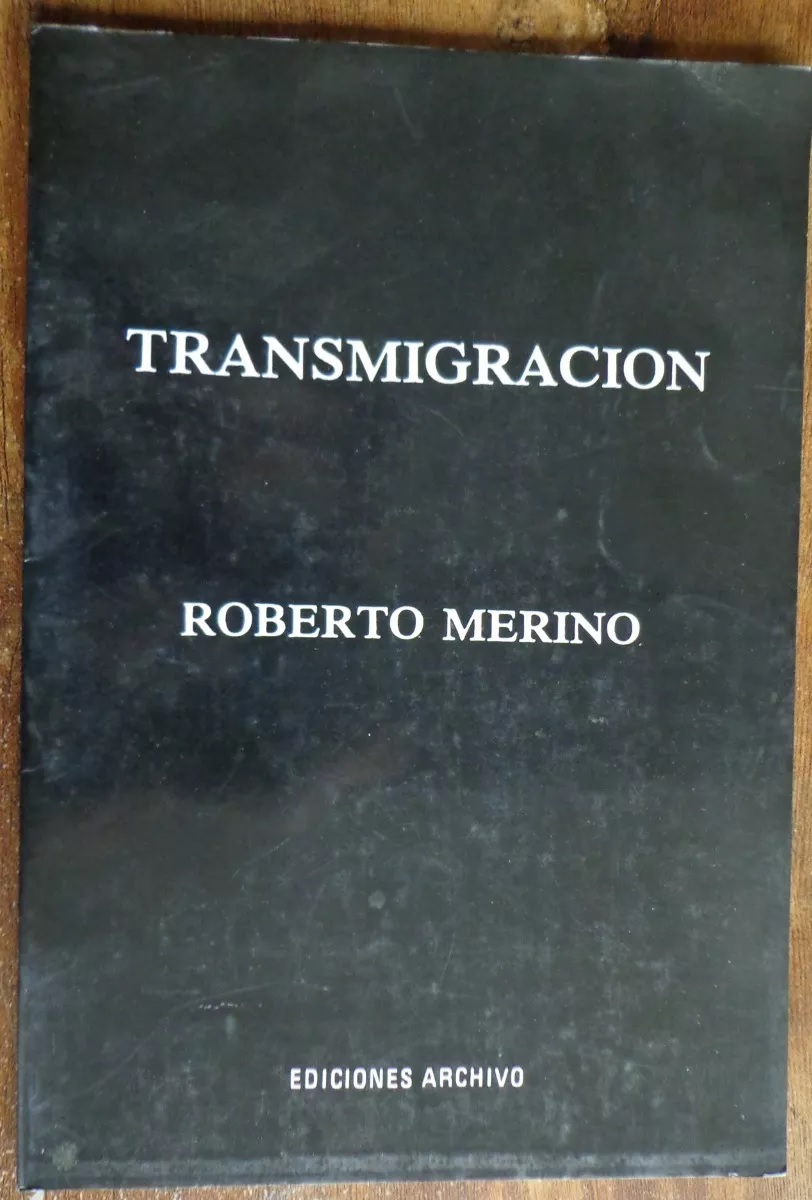 TRANSMIGRACION
ROBERTO MERINO
EDICIONES ARCHIVO